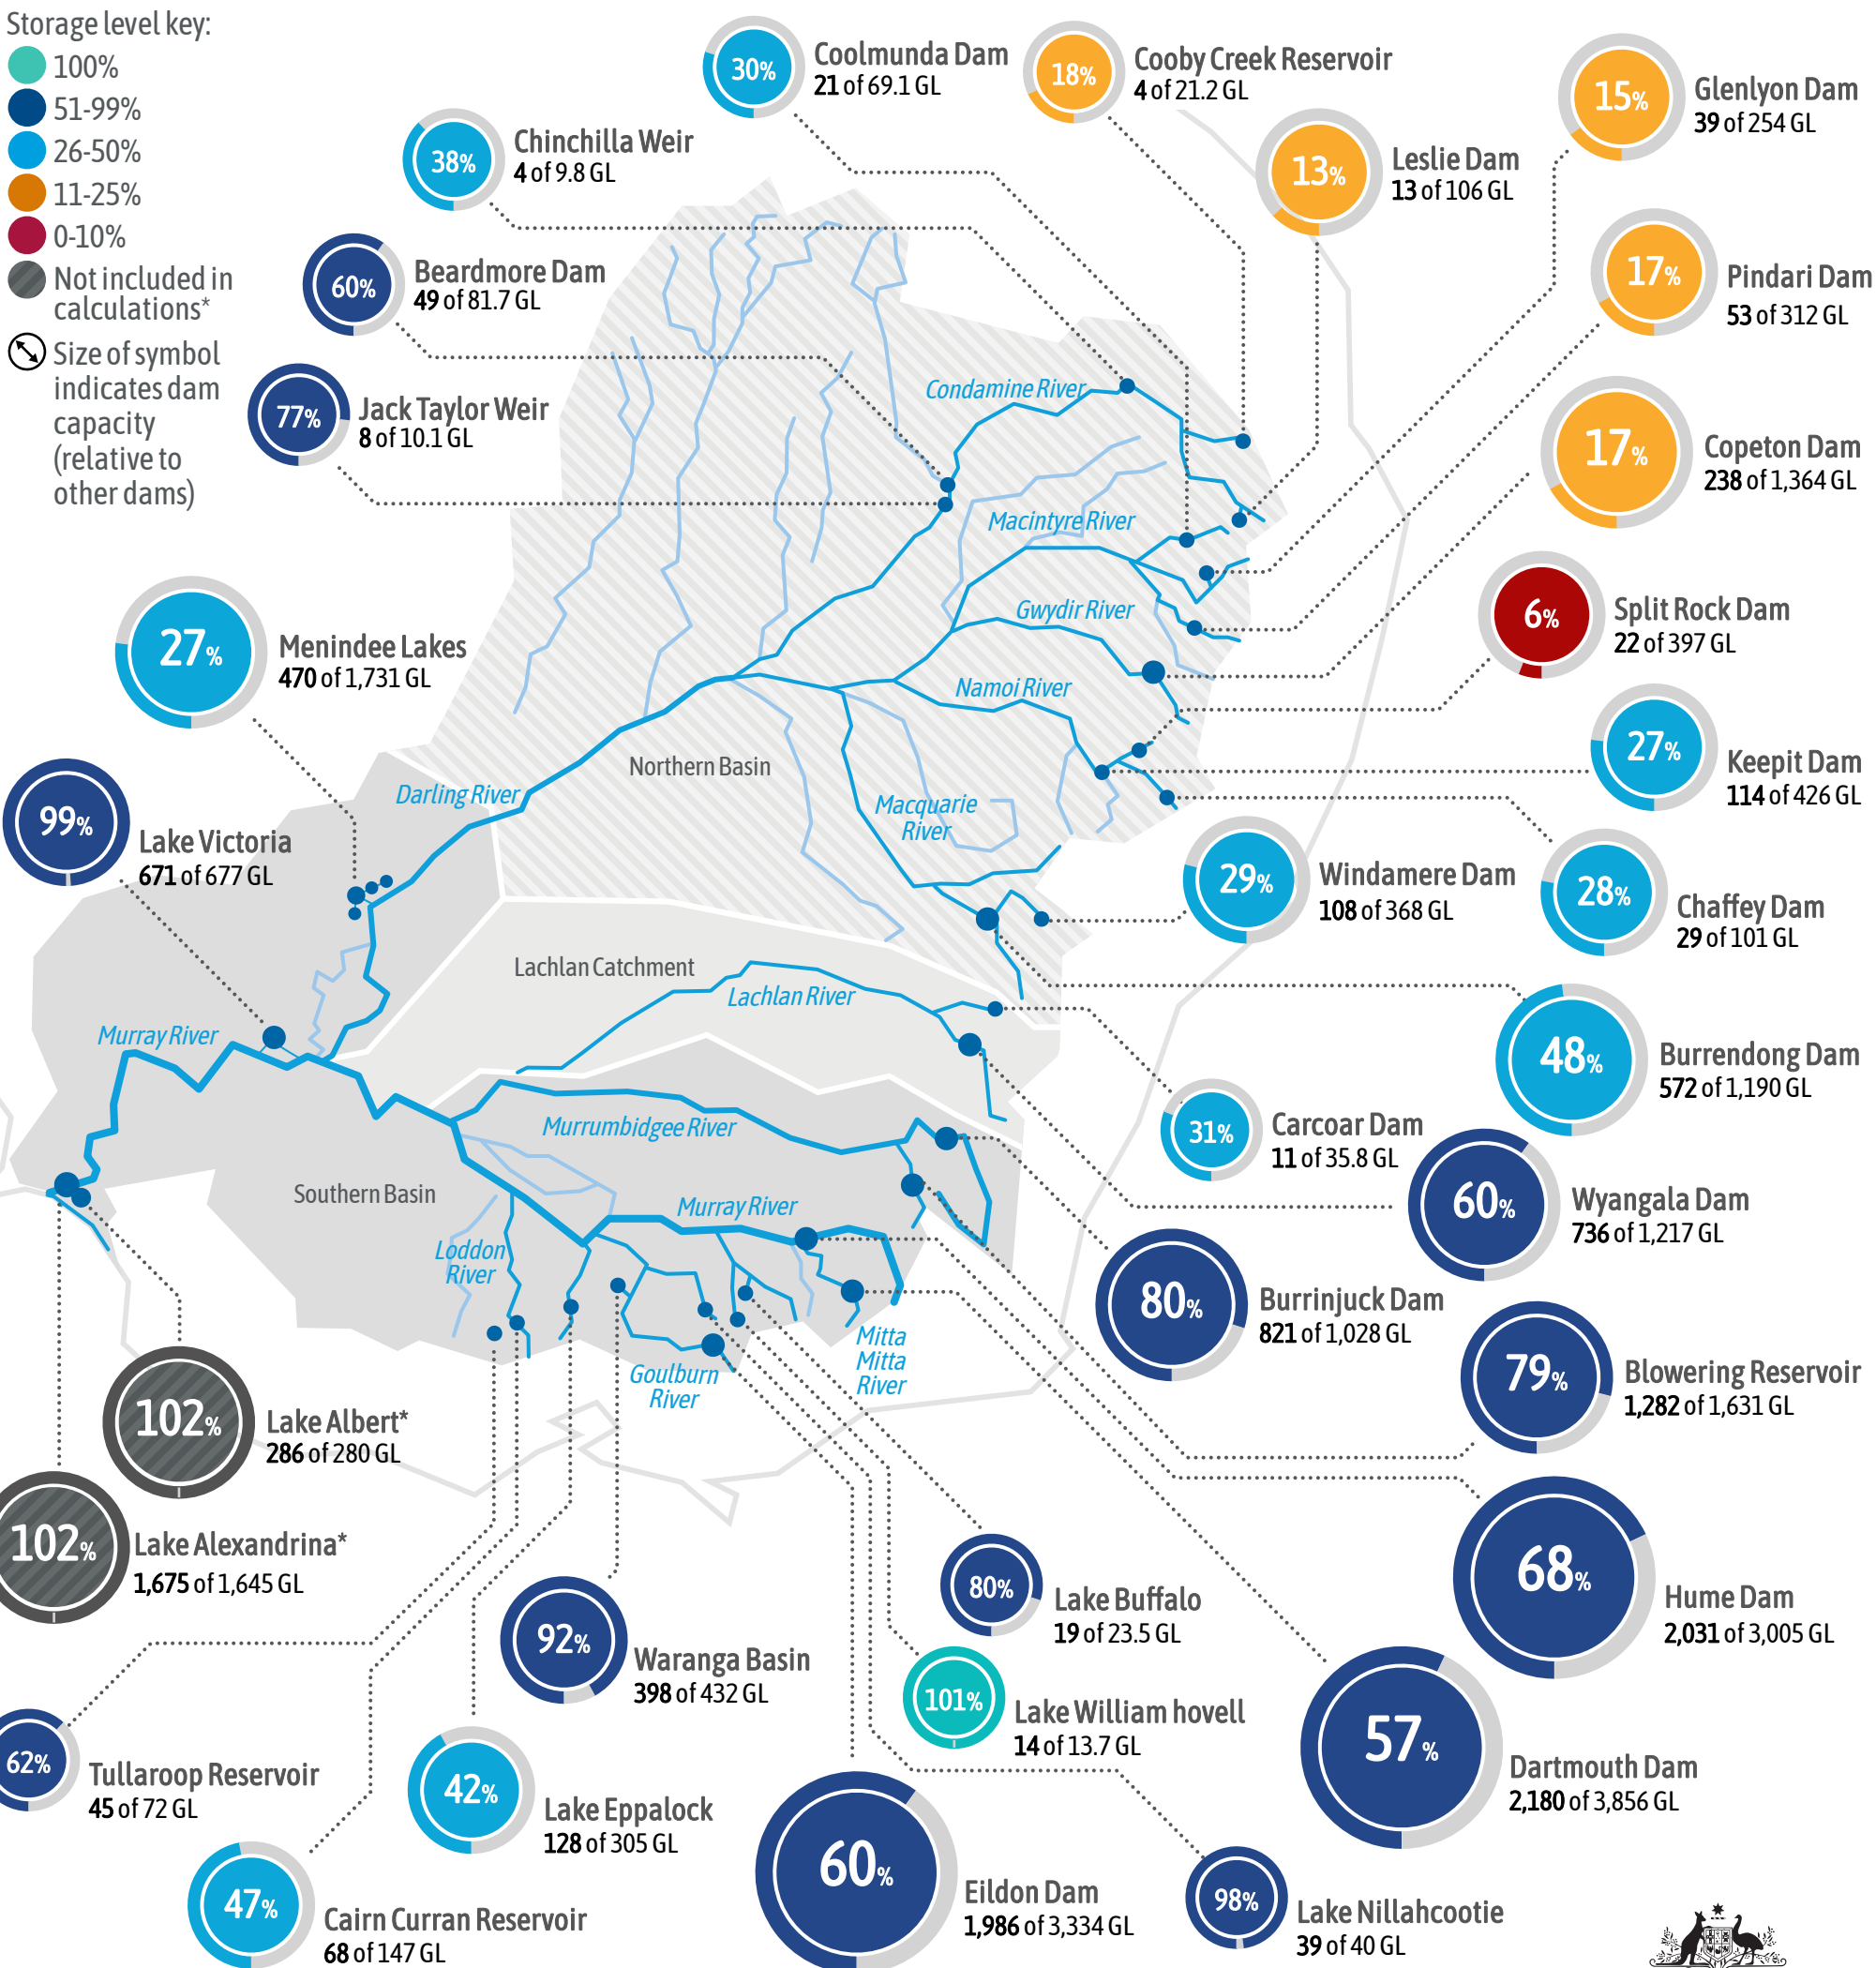 Storage level key:
100%
51-99%
26-50%
11-25%
0-10%
Not included in
calculations*
Size of symbol
indicates dam
capacity
(relative to
other dams)
30%
Coolmunda Dam
21 of 69.1 GL
18%
Cooby Creek Reservoir
4 of 21.2 GL
15%
Glenlyon Dam
39 of 254 GL
38%
Chinchilla Weir
4 of 9.8 GL
13%
Leslie Dam
13 of 106 GL
60%
Beardmore Dam
49 of 81.7 GL
17%
Pindari Dam
53 of 312 GL
77%
Jack Taylor Weir
8 of 10.1 GL
17%
Copeton Dam
238 of 1,364 GL
Condamine River
Macintyre River
Gwydir River
Namoi River
6%
Split Rock Dam
22 of 397 GL
27%
Menindee Lakes
470 of 1,731 GL
27%
Keepit Dam
114 of 426 GL
Northern Basin
Darling River
Macquarie
River
99%
Lake Victoria
671 of 677 GL
29%
Windamere Dam
108 of 368 GL
28%
Chaffey Dam
29 of 101 GL
Lachlan Catchment
Lachlan River
Murray River
48%
Burrendong Dam
572 of 1,190 GL
31%
Carcoar Dam
11 of 35.8 GL
Murrumbidgee River
60%
Wyangala Dam
736 of 1,217 GL
Southern Basin
Murray River
Loddon
River
80%
Burrinjuck Dam
821 of 1,028 GL
Mitta
Mitta
River
Goulburn
River
79%
Blowering Reservoir
1,282 of 1,631 GL
102%
Lake Albert*
286 of 280 GL
102%
Lake Alexandrina*
1,675 of 1,645 GL
68%
Hume Dam
2,031 of 3,005 GL
80%
Lake Buffalo
19 of 23.5 GL
92%
Waranga Basin
398 of 432 GL
101%
Lake William hovell
14 of 13.7 GL
57%
Dartmouth Dam
2,180 of 3,856 GL
62%
Tullaroop Reservoir
45 of 72 GL
42%
Lake Eppalock
128 of 305 GL
60%
Eildon Dam
1,986 of 3,334 GL
98%
Lake Nillahcootie
39 of 40 GL
47%
Cairn Curran Reservoir
68 of 147 GL